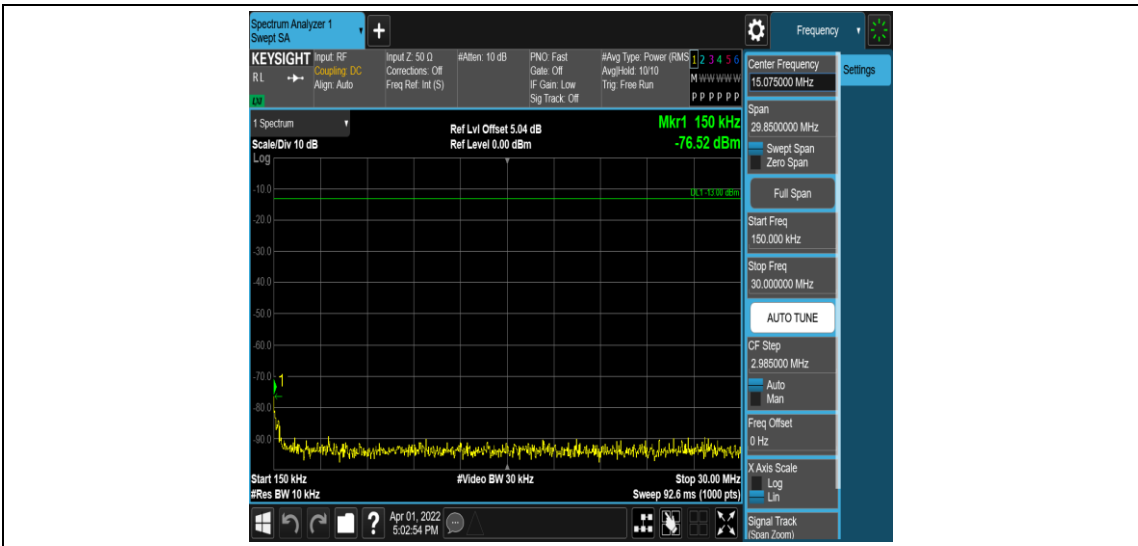 Spectrum Analyzer 1
Swept SA
+
Frequency
KEYSIGHT
RL
Input: RF
Coupling: DC
Align: Auto
Input Z: 50 Ω
Corrections: Off
Freq Ref: Int (S)
#Atten: 10 dB
PNO: Fast
Gate: Off
IF Gain: Low
Sig Track: Off
#Avg Type: Power (RMS
Avg|Hold: 10/10
Trig: Free Run
1 2 3 4 5 6
M W W W W W
P P P P P P
1 Spectrum
Scale/Div 10 dB
Log
Ref Lvl Offset 5.04 dB
Ref Level 0.00 dBm
Mkr1 150 kHz
-76.52 dBm
DL1 -13.00 dBm
-10.0
-20.0
-30.0
-40.0
-50.0
-60.0
-70.0
1
-80.0
-90.0
Start 150 kHz
#Res BW 10 kHz
#Video BW 30 kHz
Stop 30.00 MHz
Sweep 92.6 ms (1000 pts)
?
Apr 01, 2022
5:02:54 PM
Center Frequency
15.075000 MHz
Settings
Span
29.8500000 MHz
Swept Span
Zero Span
Full Span
Start Freq
150.000 kHz
Stop Freq
30.000000 MHz
AUTO TUNE
CF Step
2.985000 MHz
Auto
Man
Freq Offset
0 Hz
X Axis Scale
Log
Lin
Signal Track
(Span Zoom)